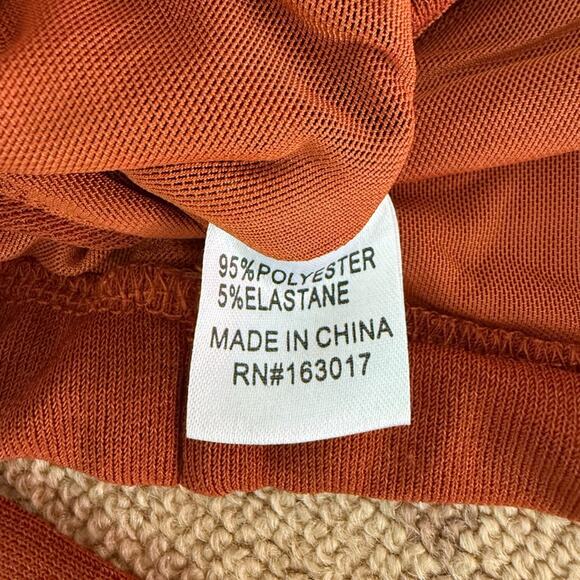 95%POLYESTER
5%ELASTANE
MADE IN CHINA
RN#163017